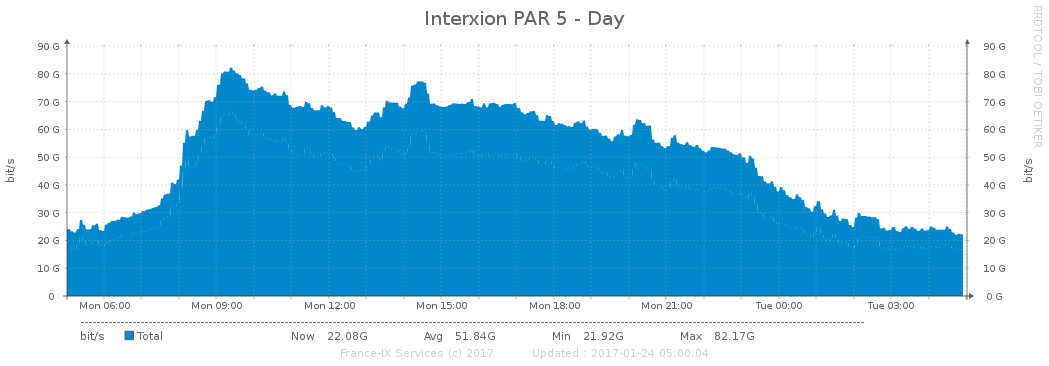 Interxion PAR 5 - Day
RRDTOOL / TOBI OETIKER
90 G 90 G
80 G 80 G
70 G 70 G
60 G 60 G
50 G 50 G
40 G 40 G
30 G 30 G
20 G 20 G
10 G 10 G
0 0 G
bit/s
bit/s
Mon 06:00 Mon 09:00 Mon 12:00 Mon 15:00 Mon 18:00 Mon 21:00 Tue 00:00 Tue 03:00
bit/s Total Now 22.08G Avg 51.84G Min 21.92G Max 82.17G
France-IX Services (c) 2017 Updated : 2017-01-24 05:00:04